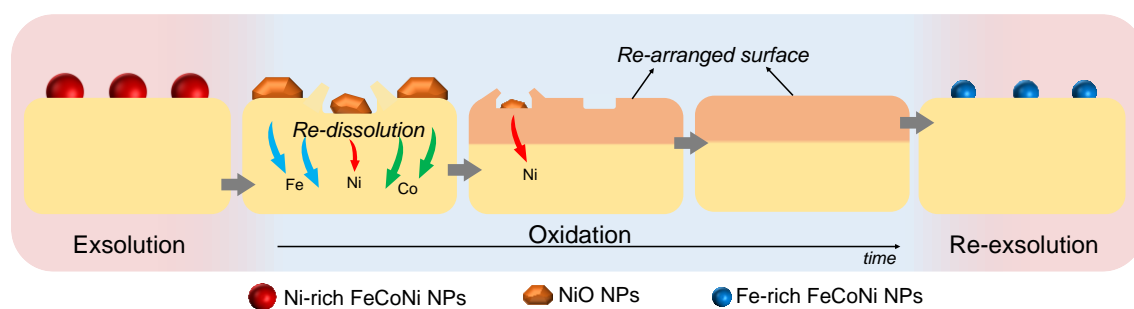 Re-arranged surface
Re-dissolution
Fe
Ni
Co
Ni
Exsolution
Oxidation
time
Re-exsolution
Ni-rich FeCoNi NPs
NiO NPs
Fe-rich FeCoNi NPs